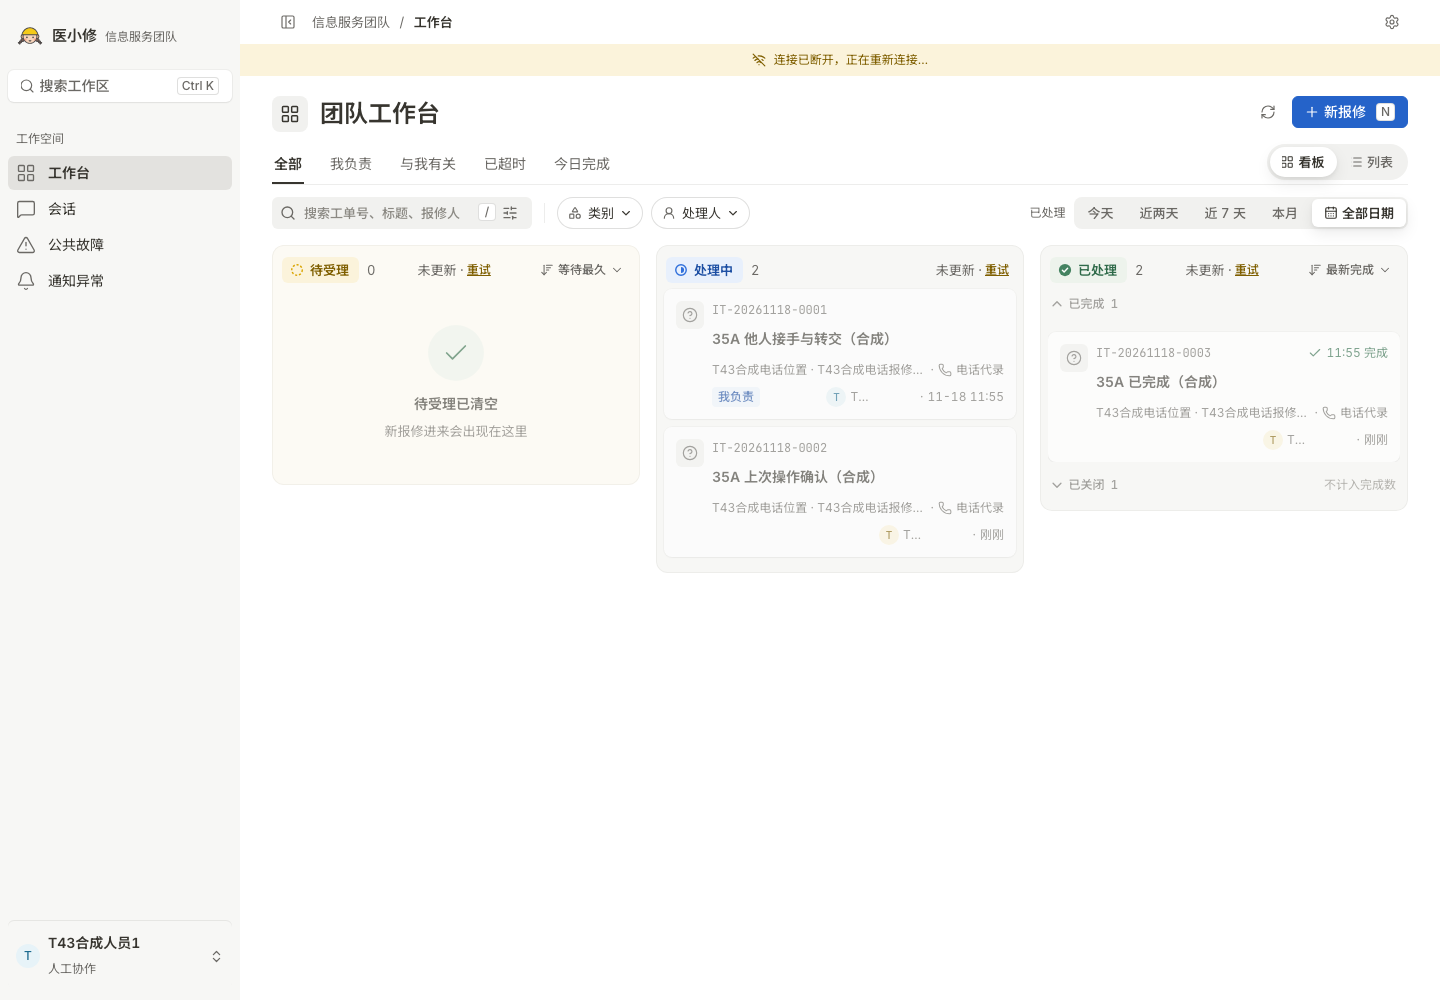 医小修 信息服务团队
搜索工作区 Ctrl K
工作空间
工作台
会话
公共故障
通知异常
T T43合成人员1
人工协作
信息服务团队 / 工作台
连接已断开，正在重新连接…
团队工作台
新报修 N
全部 我负责 与我有关 已超时 今日完成
看板 列表
搜索工单号、标题、报修人 /
类别 处理人
已处理 今天 近两天 近 7 天 本月 全部日期
待受理 0 未更新 · 重试 等待最久
待受理已清空
新报修进来会出现在这里
处理中 2 未更新 · 重试
IT-20261118-0001
35A 他人接手与转交（合成）
T43合成电话位置 · T43合成电话报修… · 电话代录
我负责 T T… · 11-18 11:55
IT-20261118-0002
35A 上次操作确认（合成）
T43合成电话位置 · T43合成电话报修… · 电话代录
T T… · 刚刚
已处理 2 未更新 · 重试 最新完成
已完成 1
IT-20261118-0003 11:55 完成
35A 已完成（合成）
T43合成电话位置 · T43合成电话报修… · 电话代录
T T… · 刚刚
已关闭 1 不计入完成数